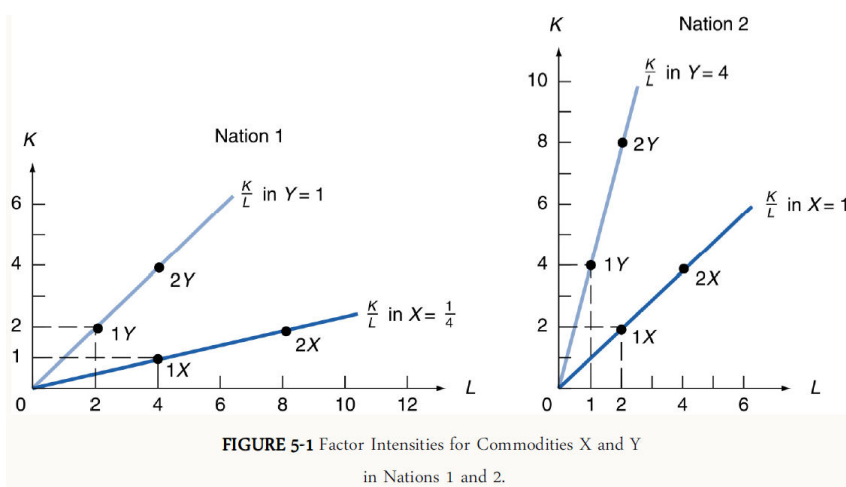 Nation 1
K
6
4
2
1
0
2
4
6
8
10
12
L
K/L in Y= 1
2Y
1Y
K/L in X= 1/4
2X
1X
Nation 2
K
10
8
6
4
2
0
1
2
4
6
L
K/L in Y= 4
2Y
1Y
K/L in X= 1
2X
1X
FIGURE 5-1 Factor Intensities for Commodities X and Y
in Nations 1 and 2.